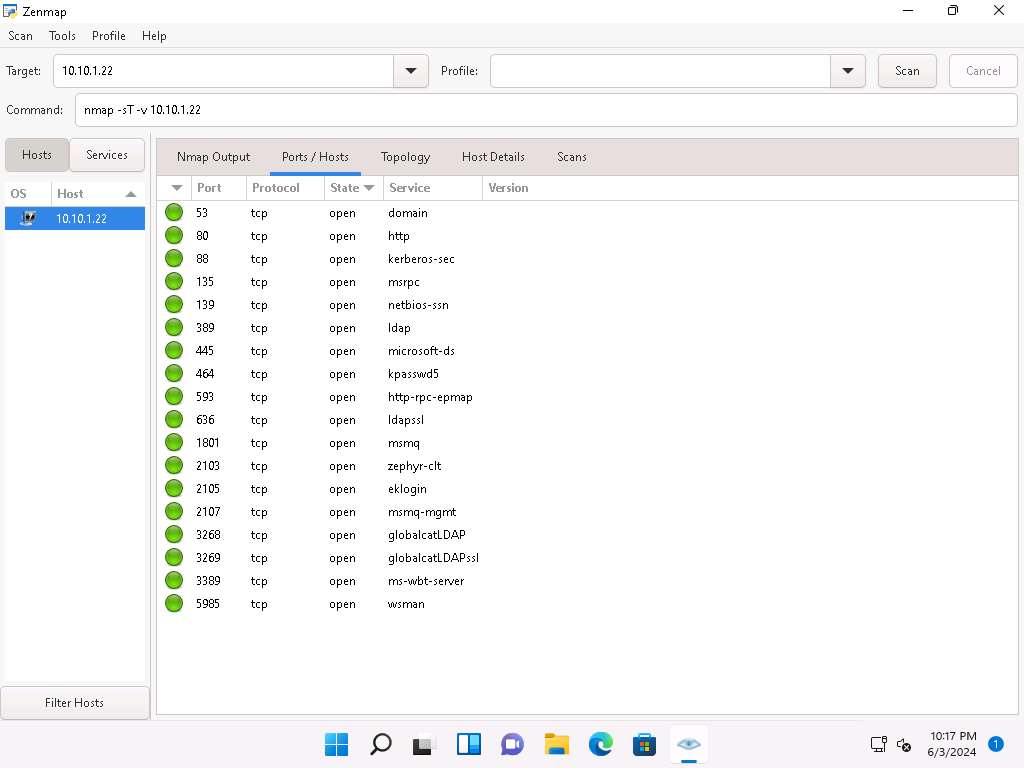 Zenmap
Scan Tools Profile Help
Target: 10.10.1.22 Profile: Scan Cancel
Command: nmap -sT -v 10.10.1.22
Hosts Services
OS Host
10.10.1.22
Filter Hosts
Nmap Output Ports / Hosts Topology Host Details Scans
Port Protocol State Service Version
53 tcp open domain
80 tcp open http
88 tcp open kerberos-sec
135 tcp open msrpc
139 tcp open netbios-ssn
389 tcp open ldap
445 tcp open microsoft-ds
464 tcp open kpasswd5
593 tcp open http-rpc-epmap
636 tcp open ldapssl
1801 tcp open msmq
2103 tcp open zephyr-clt
2105 tcp open eklogin
2107 tcp open msmq-mgmt
3268 tcp open globalcatLDAP
3269 tcp open globalcatLDAPssl
3389 tcp open ms-wbt-server
5985 tcp open wsman
10:17 PM
6/3/2024
1